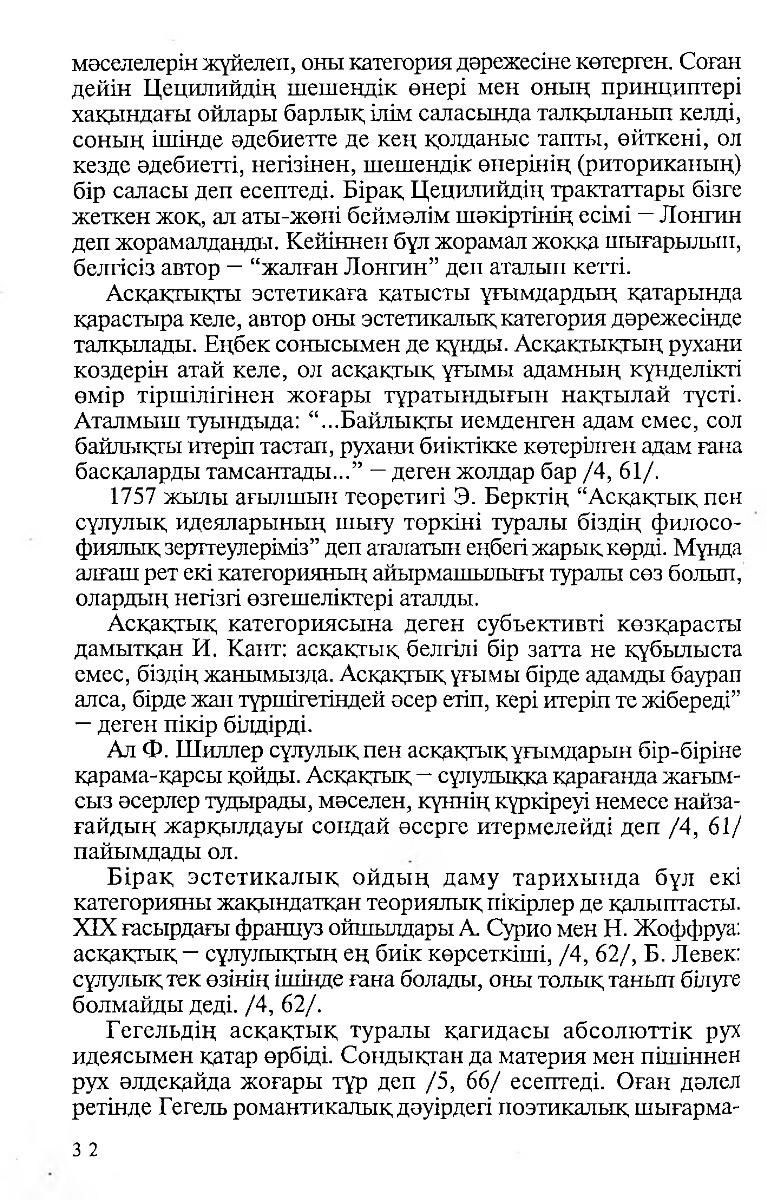 мәселелерін жүйелеп, оны категория дәрежесіне көтерген. Соған
дейін Цецилийдің шешендік өнері мен оның принциптері
хақындағы ойлары барлық ілім саласында талқыланып келді,
соның ішінде әдебиетте де кең қолданыс тапты, өйткені, ол
кезде әдебиетті, негізінен, шешендік өнерінің (риториканың)
бір саласы деп есептеді. Бірақ Цецилийдің трактаттары бізге
жеткен жоқ, ал аты-жөні беймәлім шәкіртінің есімі — Лонгин
деп жорамалданды. Кейіннен бұл жорамал жоққа шығарылып,
белгісіз автор — “жалған Лонгин” деп аталып кетті.
Асқақтықты эстетикаға қатысты ұғымдардың қатарында
қарастыра келе, автор оны эстетикалық категория дәрежесінде
талқылады. Еңбек сонысымен де құнды. Асқақтықтың рухани
көздерін атай келе, ол асқақтық ұғымы адамның күнделікті
өмір тіршілігінен жоғары тұратындығын нақтылай түсті.
Аталмыш туындыда: “...Байлықты иемденген адам емес, сол
байлықты итеріп тастап, рухани биіктікке көтерілген адам ғана
басқаларды тамсантады...” — деген жолдар бар /4, 61/.
1757 жылы ағылшын теоретигі Э. Берктің “Асқақтық пен
сұлулық идеяларының шығу торкіні туралы біздің филосо-
фиялық зерттеулеріміз” деп аталатын еңбегі жарық көрді. Мұнда
алғаш рет екі категорияның айырмашылығы туралы сөз болып,
олардың негізгі өзгешеліктері аталды.
Асқақтық категориясына деген субъективті көзқарасты
дамытқан И. Кант: асқақтық белгілі бір затта не құбылыста
емес, біздің жанымызда. Асқақтық ұғымы бірде адамды баурап
алса, бірде жан түршігетіндей әсер етіп, кері итеріп те жібереді”
— деген пікір білдірді.
Ал Ф. Шиллер сұлулық пен асқақтық ұғымдарын бір-біріне
қарама-қарсы қойды. Асқақтық — сұлулыққа қарағанда жағым-
сыз әсерлер тудырады, мәселен, күннің күркіреуі немесе найза-
ғайдың жарқылдауы сондай әсерге итермелейді деп /4, 61/
пайымдады ол.
Бірақ эстетикалық ойдың даму тарихында бұл екі
категорияны жақындатқан теориялық пікірлер де қалыптасты.
XIX ғасырдағы француз ойшылдары А. Сурио мен Н. Жоффруа:
асқақтық — сұлулықтың ең биік көрсеткіші, /4, 62/, Б. Левек:
сұлулық тек өзінің ішінде ғана болады, оны толық танып білуге
болмайды деді. /4, 62/.
Гегельдің асқақтық туралы қагидасы абсолюттік рух
идеясымен қатар өрбіді. Сондықтан да материя мен пішіннен
рух әлдеқайда жоғары тұр деп /5, 66/ есептеді. Оған дәлел
ретінде Гегель романтикалық дәуірдегі поэтикалық шығарма-
32